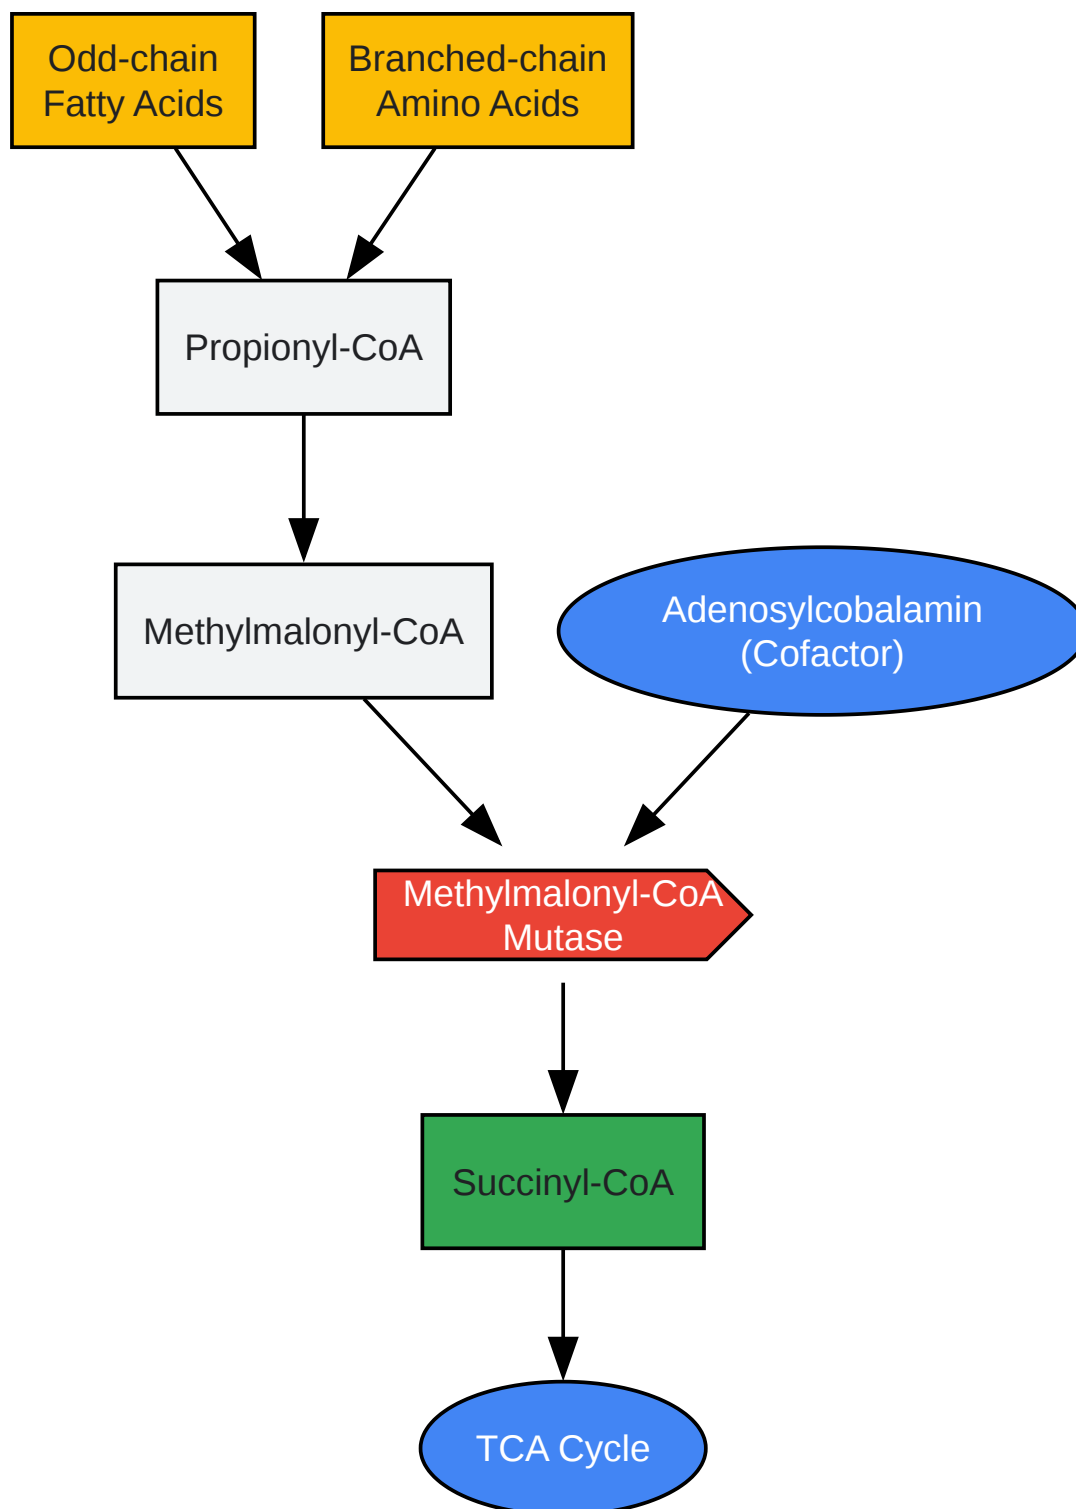 Odd-chain
Fatty Acids
Branched-chain
Amino Acids
Propionyl-CoA
Methylmalonyl-CoA
Adenosylcobalamin
(Cofactor)
Methylmalonyl-CoA
Mutase
Succinyl-CoA
TCA Cycle